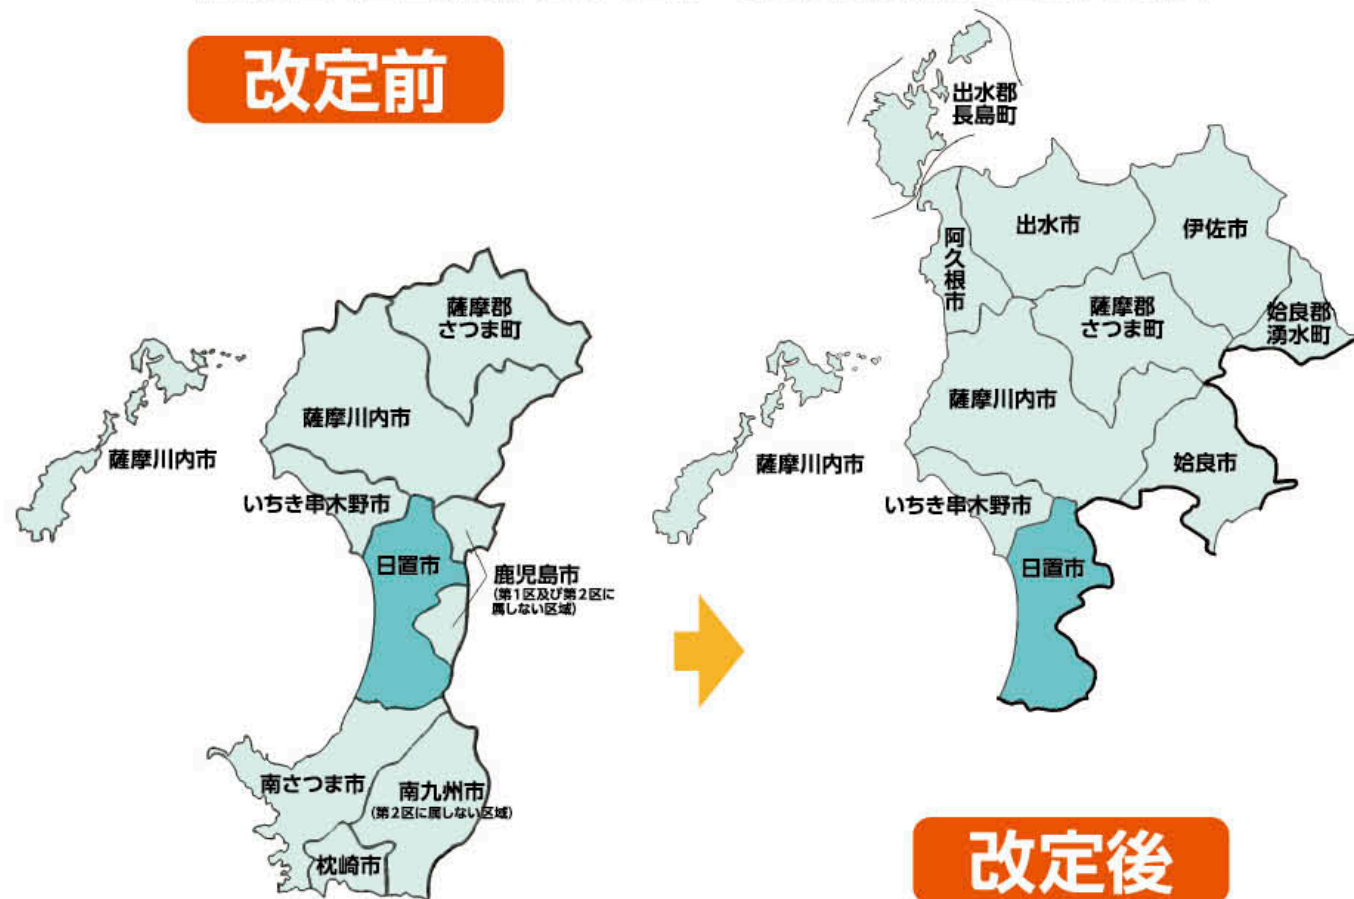 改定前
薩摩郡
さつま町
薩摩川内市
薩摩川内市
いちき串木野市
日置市
鹿児島市
(第1区及び第2区に
属しない区域)
南さつま市
南九州市
(第2区に属しない区域)
枕崎市
出水郡
長島町
出水市
伊佐市
阿久根市
薩摩郡
さつま町
姶良郡
湧水町
薩摩川内市
薩摩川内市
姶良市
いちき串木野市
日置市
改定後